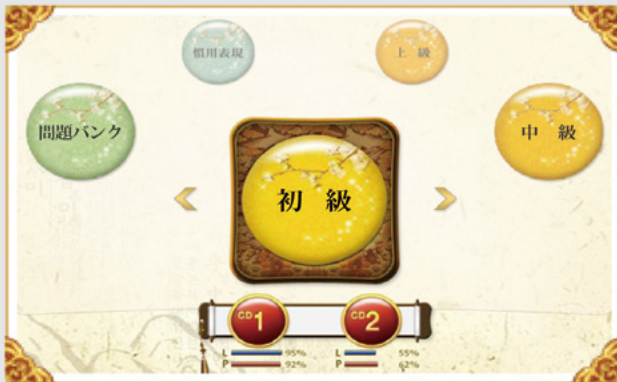 慣用表現
上 級
問題バンク
中 級
初 級
CD1
CD2
L 95%
P 92%
L 55%
P 62%